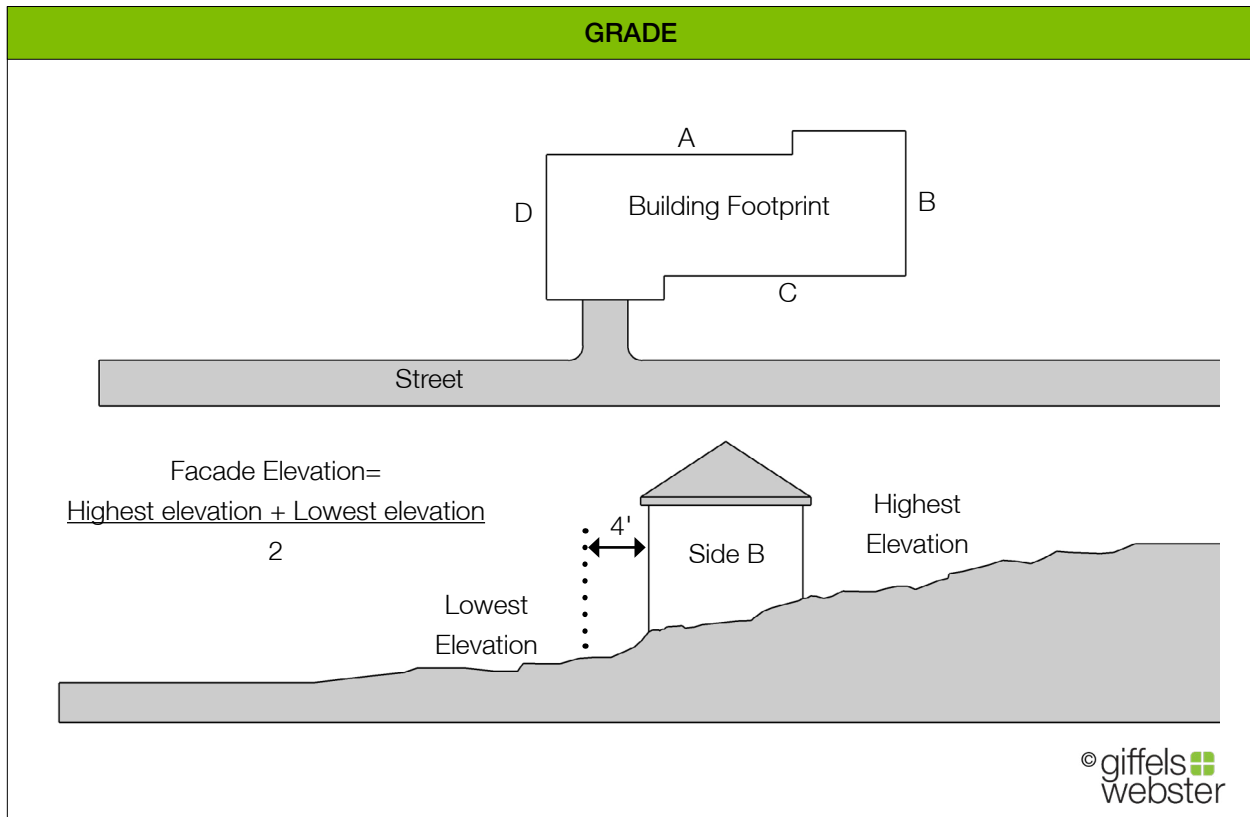 GRADE
A
D
Building Footprint
B
C
Street
Facade Elevation=
Highest elevation + Lowest elevation
2
4'
Side B
Highest
Elevation
Lowest
Elevation
© giffels
webster